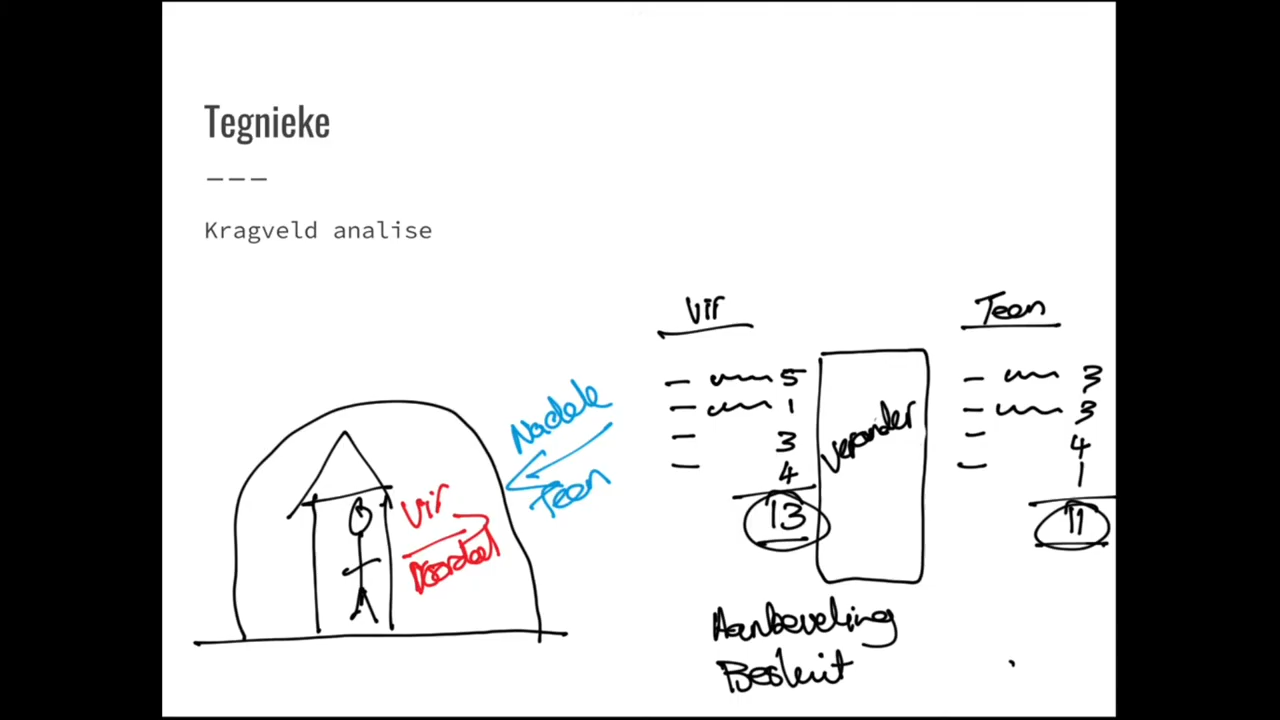 Tegnieke
---
Kragveld analise
Vir
Teen
5
1
3
4
13
3
3
4
1
11
Verander
Nadele
Teen
Vir
Voordeel
Aanbeveling
Besluit